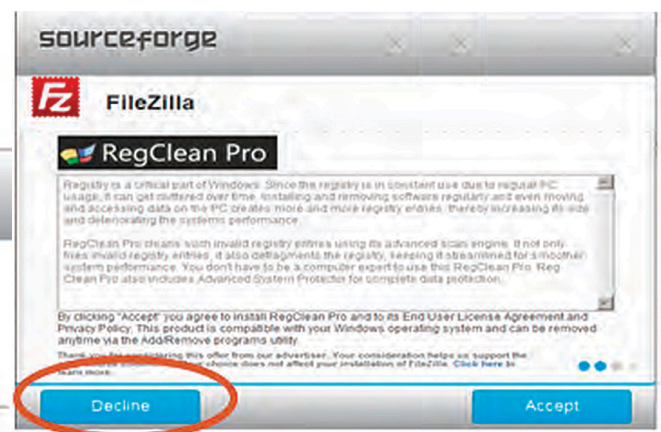 sourceforge
Fz FileZilla
RegClean Pro
Registry is a critical part of Windows. Since the registry is in constant use due to regular PC
usage, it can get cluttered over time. Installing and removing software regularly and even moving
and accessing data on the PC creates more and more registry entries, thereby increasing its size
and deteriorating the systems performance.
RegClean Pro cleans such invalid registry entries using its advanced scan engine. It not only
fixes invalid registry entries, it also defragments the registry, keeping it streamlined for smoother
system performance. You don't have to be a computer expert to use this RegClean Pro. Reg
Clean Pro also includes Advanced System Protector for complete data protection.
By clicking "Accept" you agree to install RegClean Pro and to its End User License Agreement and
Privacy Policy. This product is compatible with your Windows operating system and can be removed
anytime via the Add/Remove programs utility.
Thank you for considering this offer from our advertiser. Your consideration helps us support the
choice does not affect your installation of FileZilla. Click here to
learn more.
Decline
Accept